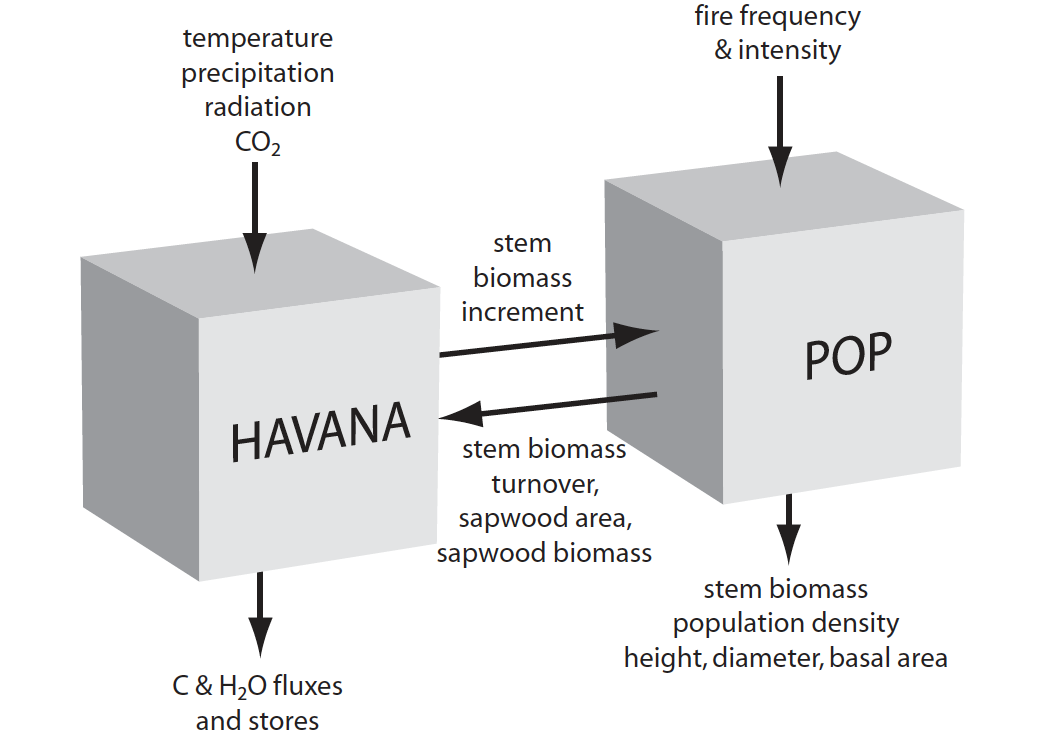 temperature
precipitation
radiation
CO₂
fire frequency
& intensity
stem
biomass
increment
HAVANA
POP
stem biomass
turnover,
sapwood area,
sapwood biomass
C & H₂O fluxes
and stores
stem biomass
population density
height, diameter, basal area